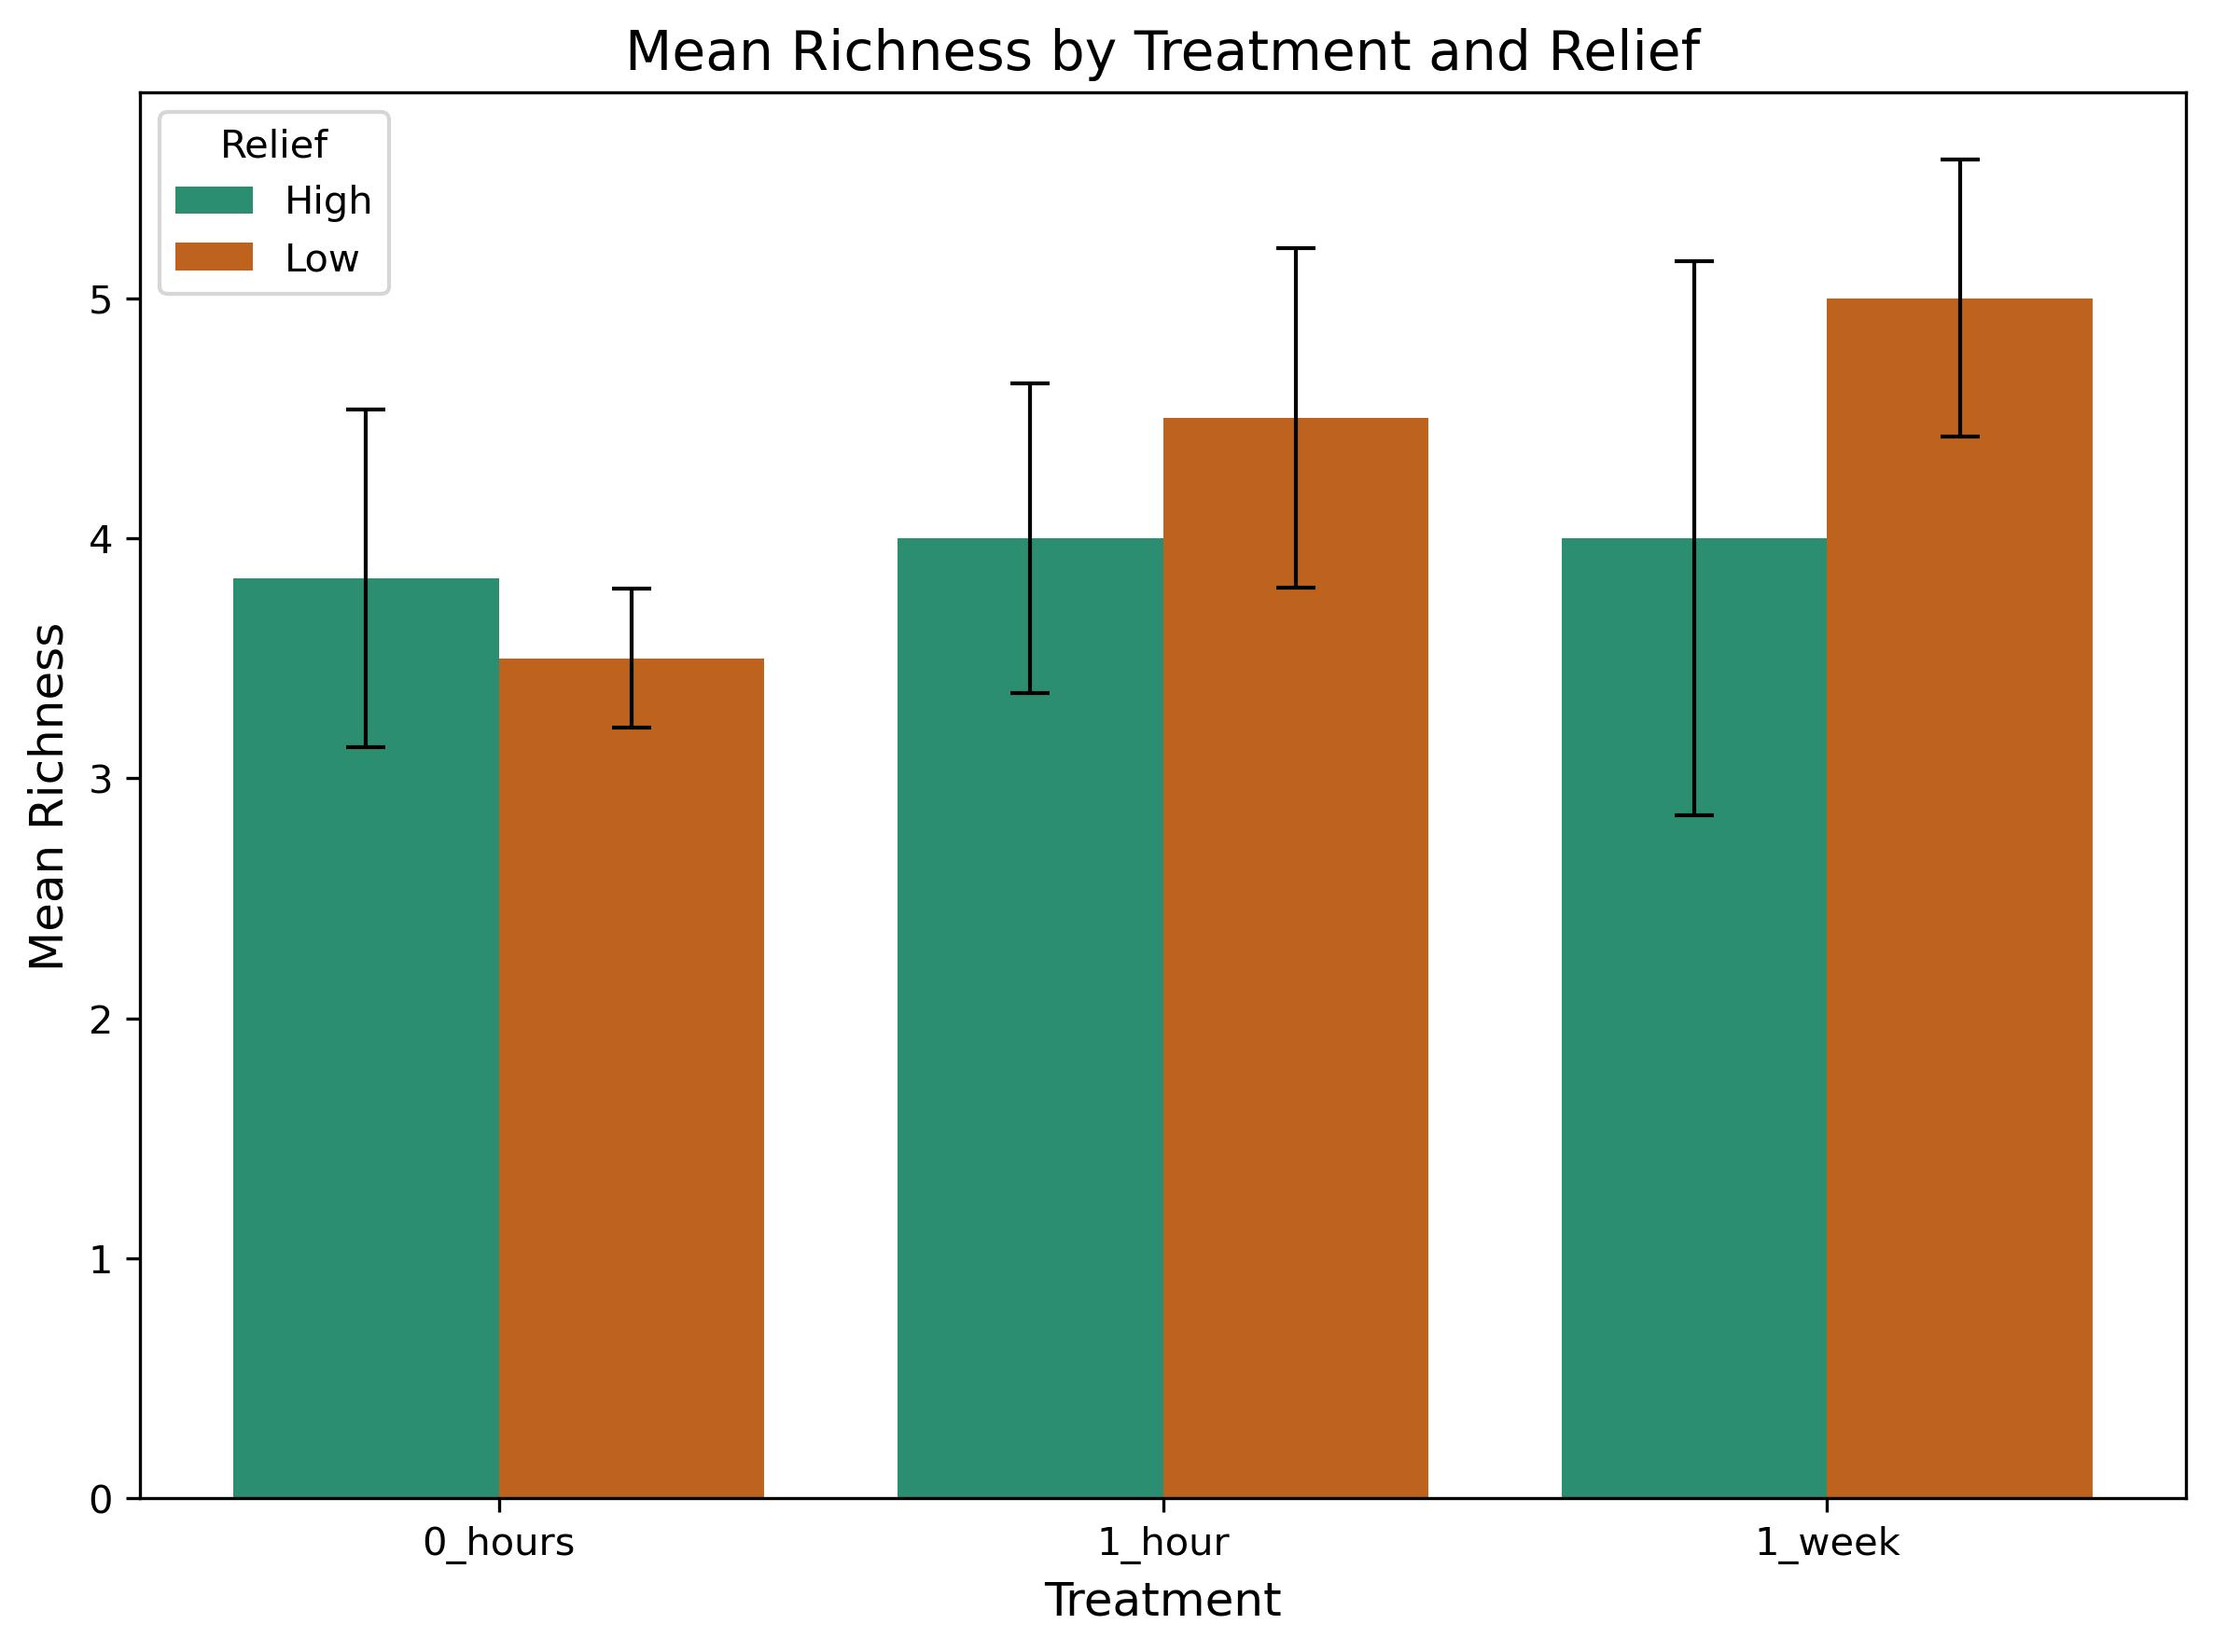 Mean Richness by Treatment and Relief
Relief
High
Low
Mean Richness
5
4
3
2
1
0
0_hours
1_hour
1_week
Treatment